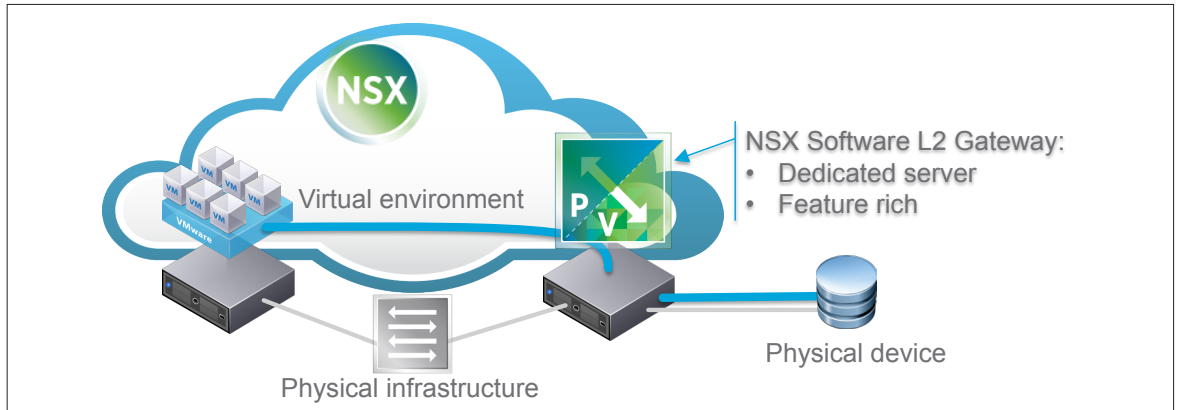 NSX
NSX Software L2 Gateway:
• Dedicated server
• Feature rich
VM VM VM
VM VM VM
VMware
Virtual environment
P
V
Physical device
Physical infrastructure